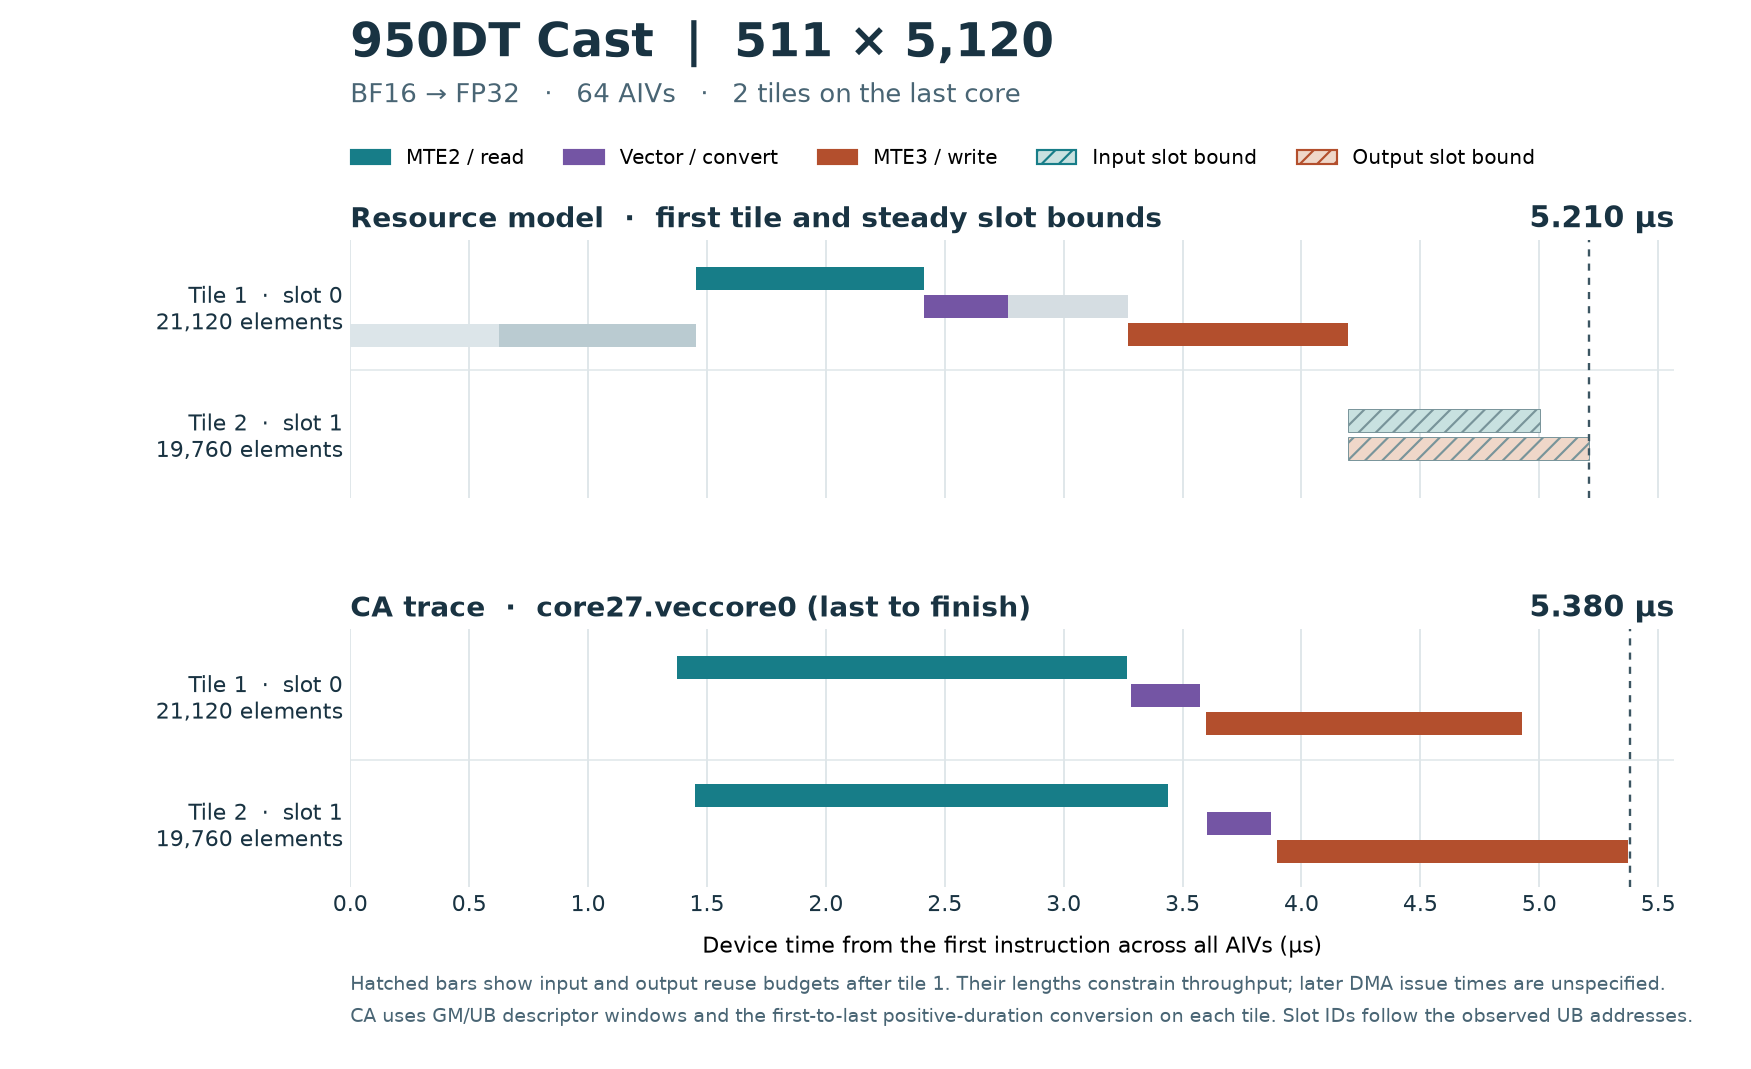 950DT Cast | 511 × 5,120
BF16 → FP32 · 64 AIVs · 2 tiles on the last core
MTE2 / read
Vector / convert
MTE3 / write
Input slot bound
Output slot bound
Resource model · first tile and steady slot bounds
5.210 µs
Tile 1 · slot 0
21,120 elements
Tile 2 · slot 1
19,760 elements
CA trace · core27.veccore0 (last to finish)
5.380 µs
Tile 1 · slot 0
21,120 elements
Tile 2 · slot 1
19,760 elements
0.0 0.5 1.0 1.5 2.0 2.5 3.0 3.5 4.0 4.5 5.0 5.5
Device time from the first instruction across all AIVs (µs)
Hatched bars show input and output reuse budgets after tile 1. Their lengths constrain throughput; later DMA issue times are unspecified.
CA uses GM/UB descriptor windows and the first-to-last positive-duration conversion on each tile. Slot IDs follow the observed UB addresses.